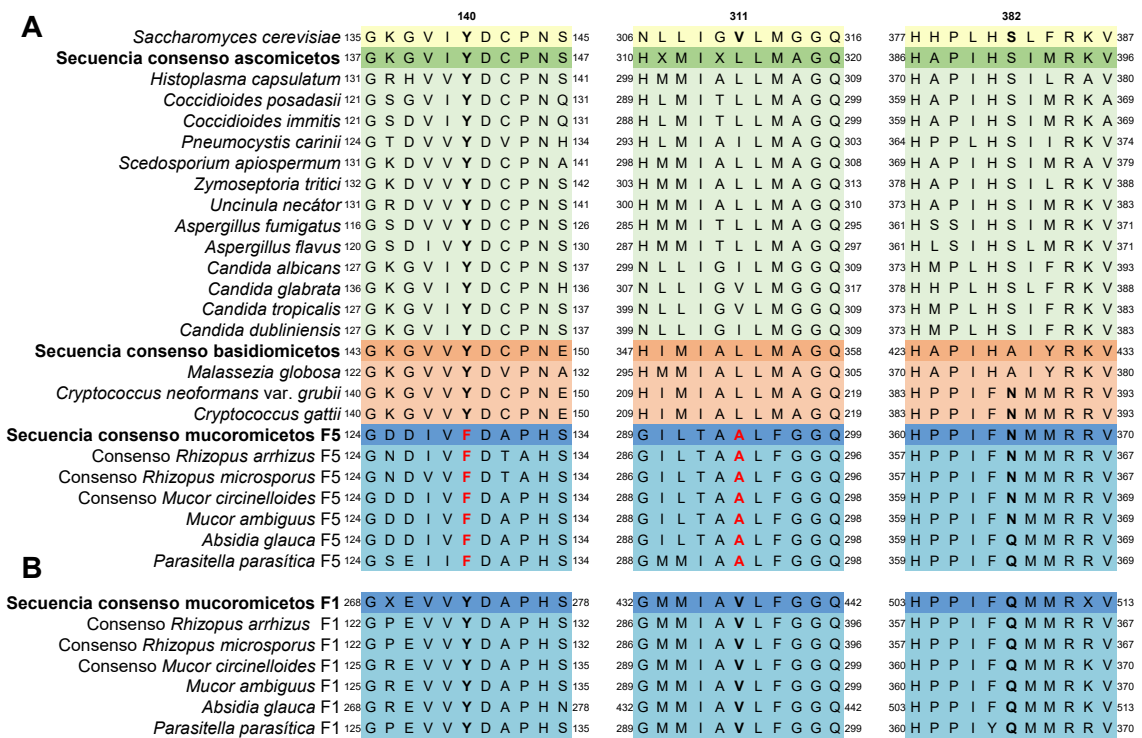 A
140 311 382
Saccharomyces cerevisiae 135 G K G V I Y D C P N S 145 306 N L L I G V L M G G Q 316 377 H H P L H S L F R K V 387
Secuencia consenso ascomicetos 137 G K G V I Y D C P N S 147 310 H X M I X L L M A G Q 320 386 H A P I H S I M R K V 396
Histoplasma capsulatum 131 G R H V V Y D C P N S 141 299 H M M I A L L M A G Q 309 370 H A P I H S I L R A V 380
Coccidioides posadasii 121 G S G V I Y D C P N Q 131 289 H L M I T L L M A G Q 299 359 H A P I H S I M R K A 369
Coccidioides immitis 121 G S D V I Y D C P N Q 131 288 H L M I T L L M A G Q 299 359 H A P I H S I M R K A 369
Pneumocystis carinii 124 G T D V V Y D V P N H 134 293 H L M I A I L M A G Q 303 364 H P P L H S I I R K V 374
Scedosporium apiospermum 131 G K D V V Y D C P N A 141 298 H M M I A L L M A G Q 308 369 H A P I H S I M R A V 379
Zymoseptoria tritici 132 G K D V V Y D C P N S 142 303 H M M I A L L M A G Q 313 378 H A P I H S I L R K V 388
Uncinula necátor 131 G R D V V Y D C P N S 141 300 H M M I A L L M A G Q 310 373 H A P I H S I M R K V 383
Aspergillus fumigatus 116 G S D V V Y D C P N S 126 285 H M M I T L L M A G Q 295 361 H S S I H S I M R K V 371
Aspergillus flavus 120 G S D I V Y D C P N S 130 287 H M M I T L L M A G Q 297 361 H L S I H S L M R K V 371
Candida albicans 127 G K G V I Y D C P N S 137 299 N L L I G I L M G G Q 309 373 H M P L H S I F R K V 393
Candida glabrata 136 G K G V I Y D C P N H 136 307 N L L I G V L M G G Q 317 378 H H P L H S L F R K V 388
Candida tropicalis 127 G K G V I Y D C P N S 137 399 N L L I G V L M G G Q 309 373 H M P L H S I F R K V 383
Candida dubliniensis 127 G K G V I Y D C P N S 137 399 N L L I G I L M G G Q 309 373 H M P L H S I F R K V 383
Secuencia consenso basidiomicetos 143 G K G V V Y D C P N E 150 347 H I M I A L L M A G Q 358 423 H A P I H A I Y R K V 433
Malassezia globosa 122 G K G V V Y D V P N A 132 295 H M M I A L L M A G Q 305 370 H A P I H A I Y R K V 380
Cryptococcus neoformans var. grubii 140 G K G V V Y D C P N E 150 209 H I M I A L L M A G Q 219 383 H P P I M N M M R K V 393
Cryptococcus gattii 140 G K G V V Y D C P N E 150 209 H I M I A L L M A G Q 219 383 H P P I F N M M R R V 393
Secuencia consenso mucoromicetos F5 124 G D D I V F D A P H S 134 289 G I L T A A L F G G Q 299 360 H P P I F N M M R R V 370
Consenso Rhizopus arrhizus F5 124 G N D I V F D T A H S 134 286 G I L T A A L F G G Q 296 356 H P P I F N M M R R V 367
Consenso Rhizopus microsporus F5 124 G N D V V F D T A H S 134 286 G I L T A A L F G G Q 296 356 H P P I F N M M R R V 367
Consenso Mucor circinelloides F5 124 G D D I V F D A P H S 134 286 G I L T A A L F G G Q 298 359 H P P I F N M M R R V 369
Mucor ambiguus F5 124 G D D I V F D A P H S 134 288 G I L T A A L F G G Q 298 359 H P P I F N M M R R V 369
Absidia glauca F5 124 G D D I V F D A P H S 134 288 G I L T A A L F G G Q 298 359 H P P I F Q M M R R V 369
Parasitella parasítica F5 124 G S E I I F D A P H S 134 288 G M M I A A L F G G Q 298 359 H P P I F Q M M R R V 369
B
Secuencia consenso mucoromicetos F1 268 G X E V V Y D A P H S 278 432 G M M I A V L F G G Q 442 503 H P P I F Q M M R X V 513
Consenso Rhizopus arrhizus F1 122 G P E V V Y D A P H S 132 286 G M M I A V L F G G Q 396 357 H P P I F Q M M R R V 367
Consenso Rhizopus microsporus F1 122 G P E V V Y D A P H S 132 286 G M M I A V L F G G Q 396 357 H P P I F Q M M R R V 367
Consenso Mucor circinelloides F1 125 G R E V V Y D A P H S 135 289 G M M I A V L F G G Q 299 360 H P P I F Q M M R K V 370
Mucor ambiguus F1 125 G R E V V Y D A P H S 135 289 G M M I A V L F G G Q 299 360 H P P I F Q M M R K V 370
Absidia glauca F1 268 G R E V V Y D A P H N 278 432 G M M I A V L F G G Q 442 503 H P P I F Q M M R K V 513
Parasitella parasítica F1 125 G P E V V Y D A P H S 135 289 G M M I A V L F G G Q 299 360 H P P I Y Q M M R R V 370